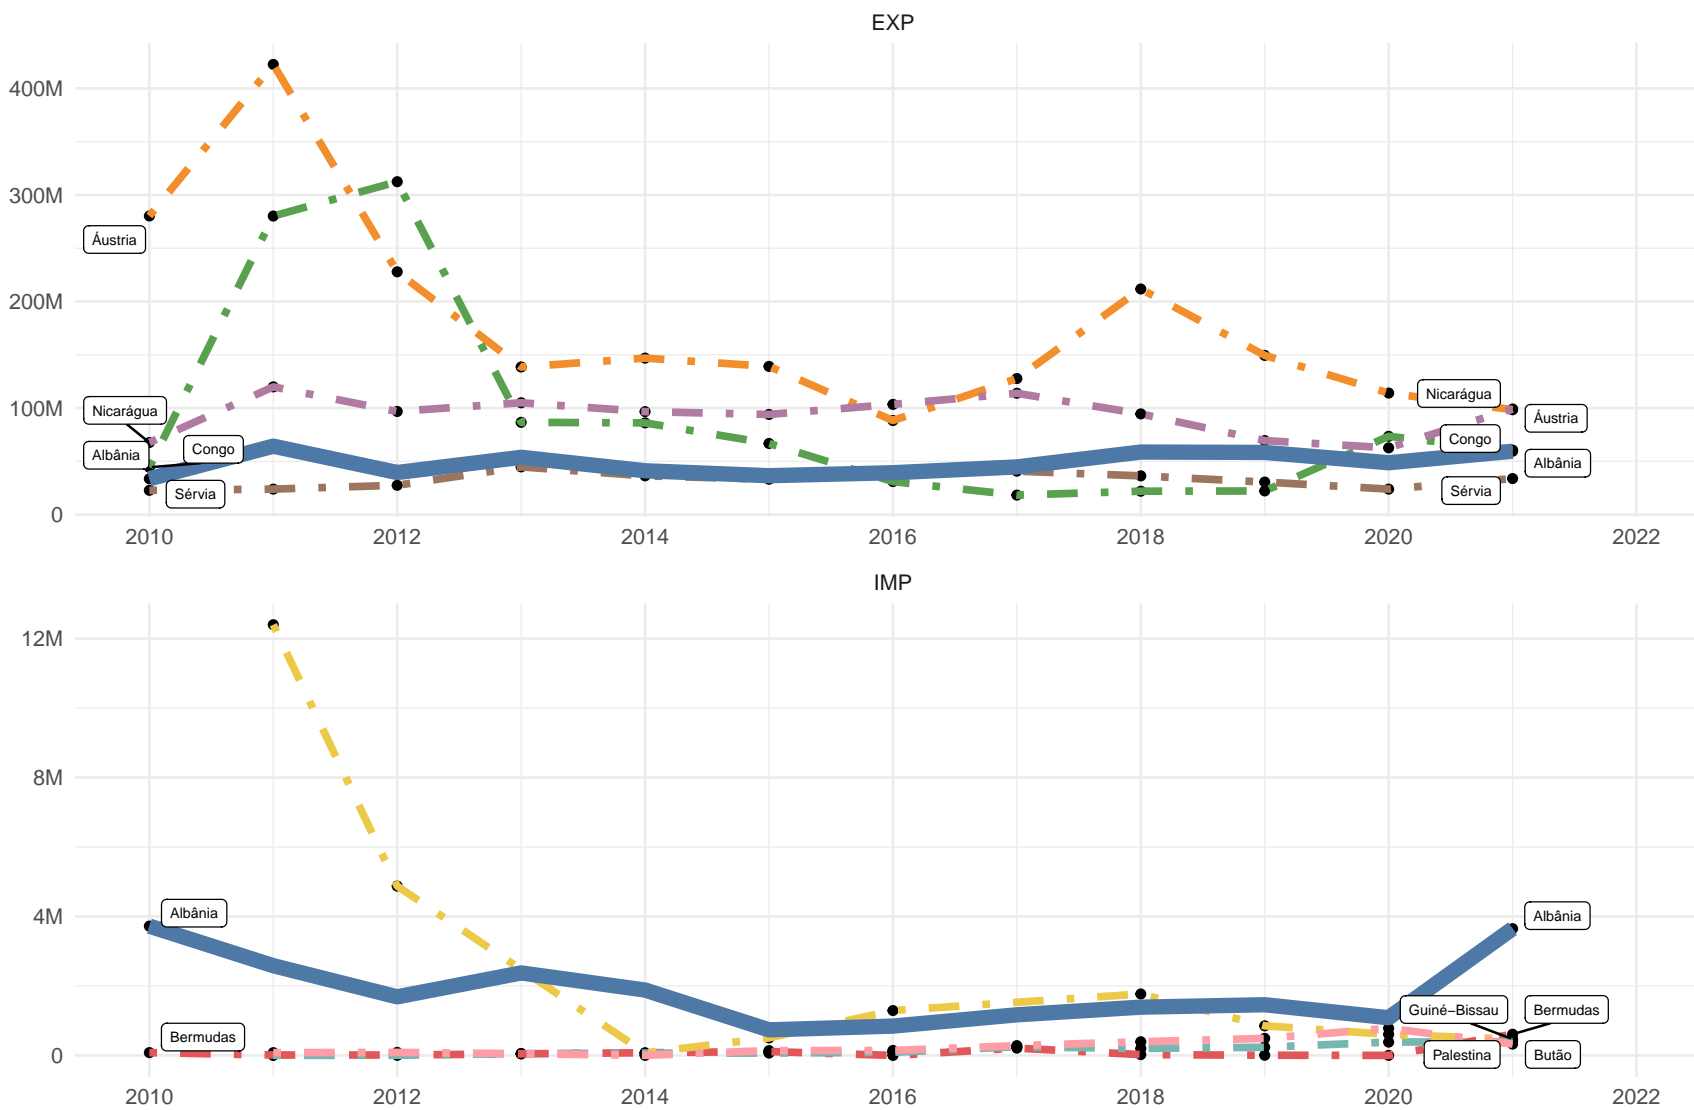 EXP
400M
300M
200M
100M
0
Áustria
Nicarágua
Albânia
Congo
Sérvia
Nicarágua
Áustria
Congo
Albânia
Sérvia
2010 2012 2014 2016 2018 2020 2022
IMP
12M
8M
4M
0
Albânia
Bermudas
Albânia
Guiné−Bissau
Bermudas
Palestina
Butão
2010 2012 2014 2016 2018 2020 2022